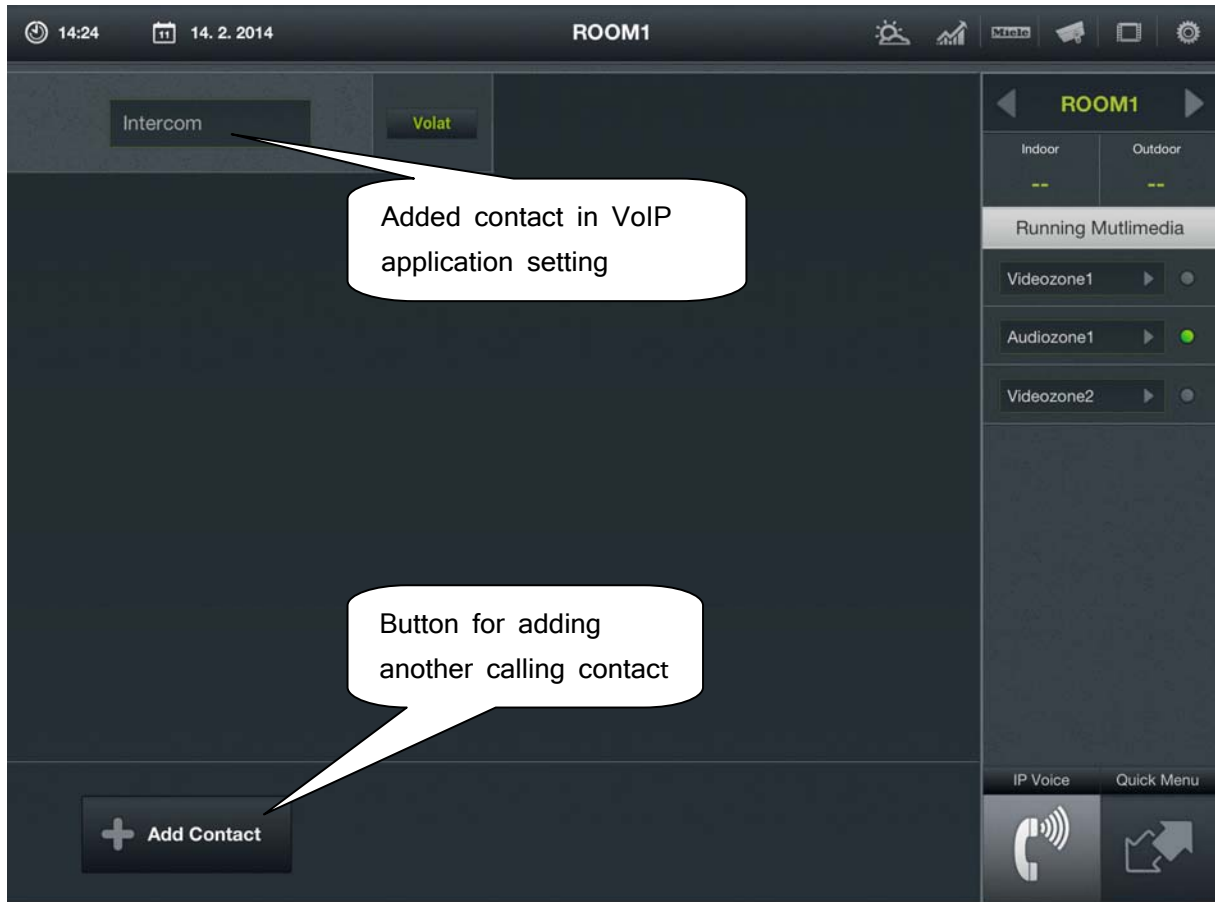 14:24
11
14. 2. 2014
ROOM1
Miele
Intercom
Volat
Added contact in VoIP
application setting
Button for adding
another calling contact
Add Contact
ROOM1
Indoor
Outdoor
--
--
Running Mutlimedia
Videozone1
Audiozone1
Videozone2
IP Voice
Quick Menu